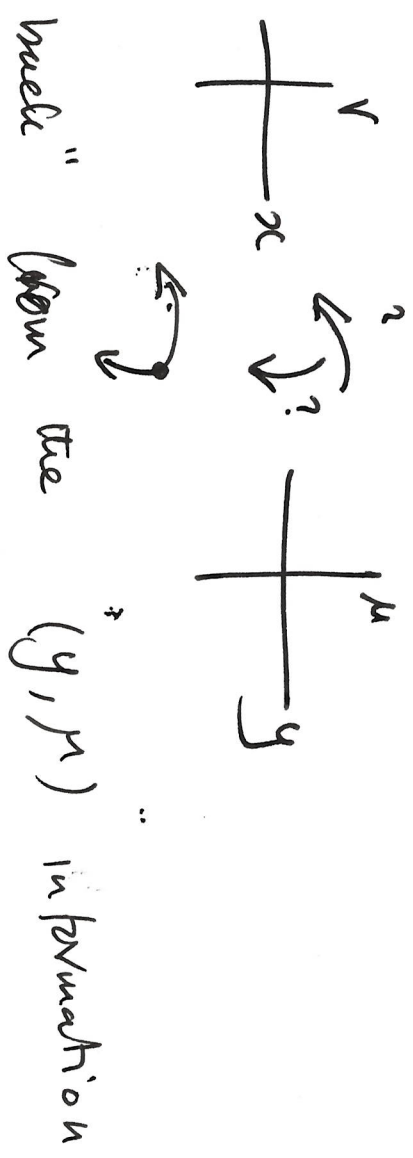 ν
x
?
?
μ
y
back" from the (y, μ) information